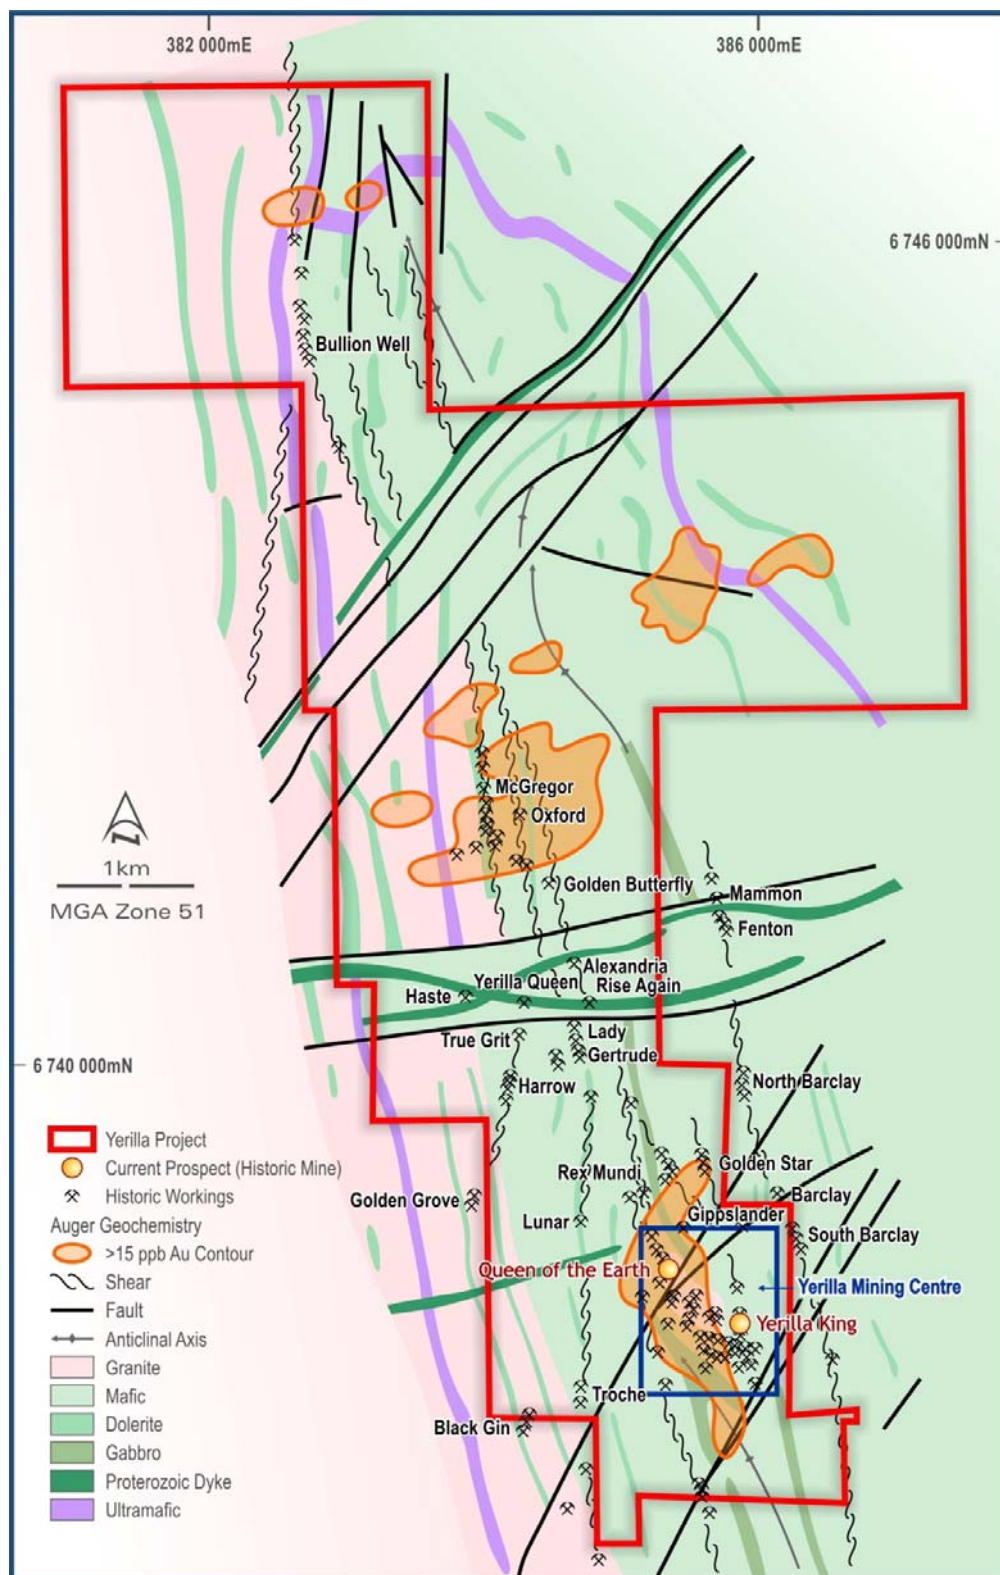 382 000mE
386 000mE
6 746 000mN
Bullion Well
McGregor
Oxford
1km
MGA Zone 51
Golden Butterfly
Mammon
Fenton
Alexandria
Yerilla Queen
Rise Again
Haste
True Grit
Lady
Gertrude
6 740 000mN
Harrow
North Barclay
Golden Star
Rex Mundi
Barclay
Golden Grove
Lunar
Gippslander
South Barclay
Queen of the Earth
Yerilla Mining Centre
Yerilla King
Troche
Black Gin
Yerilla Project
Current Prospect (Historic Mine)
Historic Workings
Auger Geochemistry
>15 ppb Au Contour
Shear
Fault
Anticlinal Axis
Granite
Mafic
Dolerite
Gabbro
Proterozoic Dyke
Ultramafic